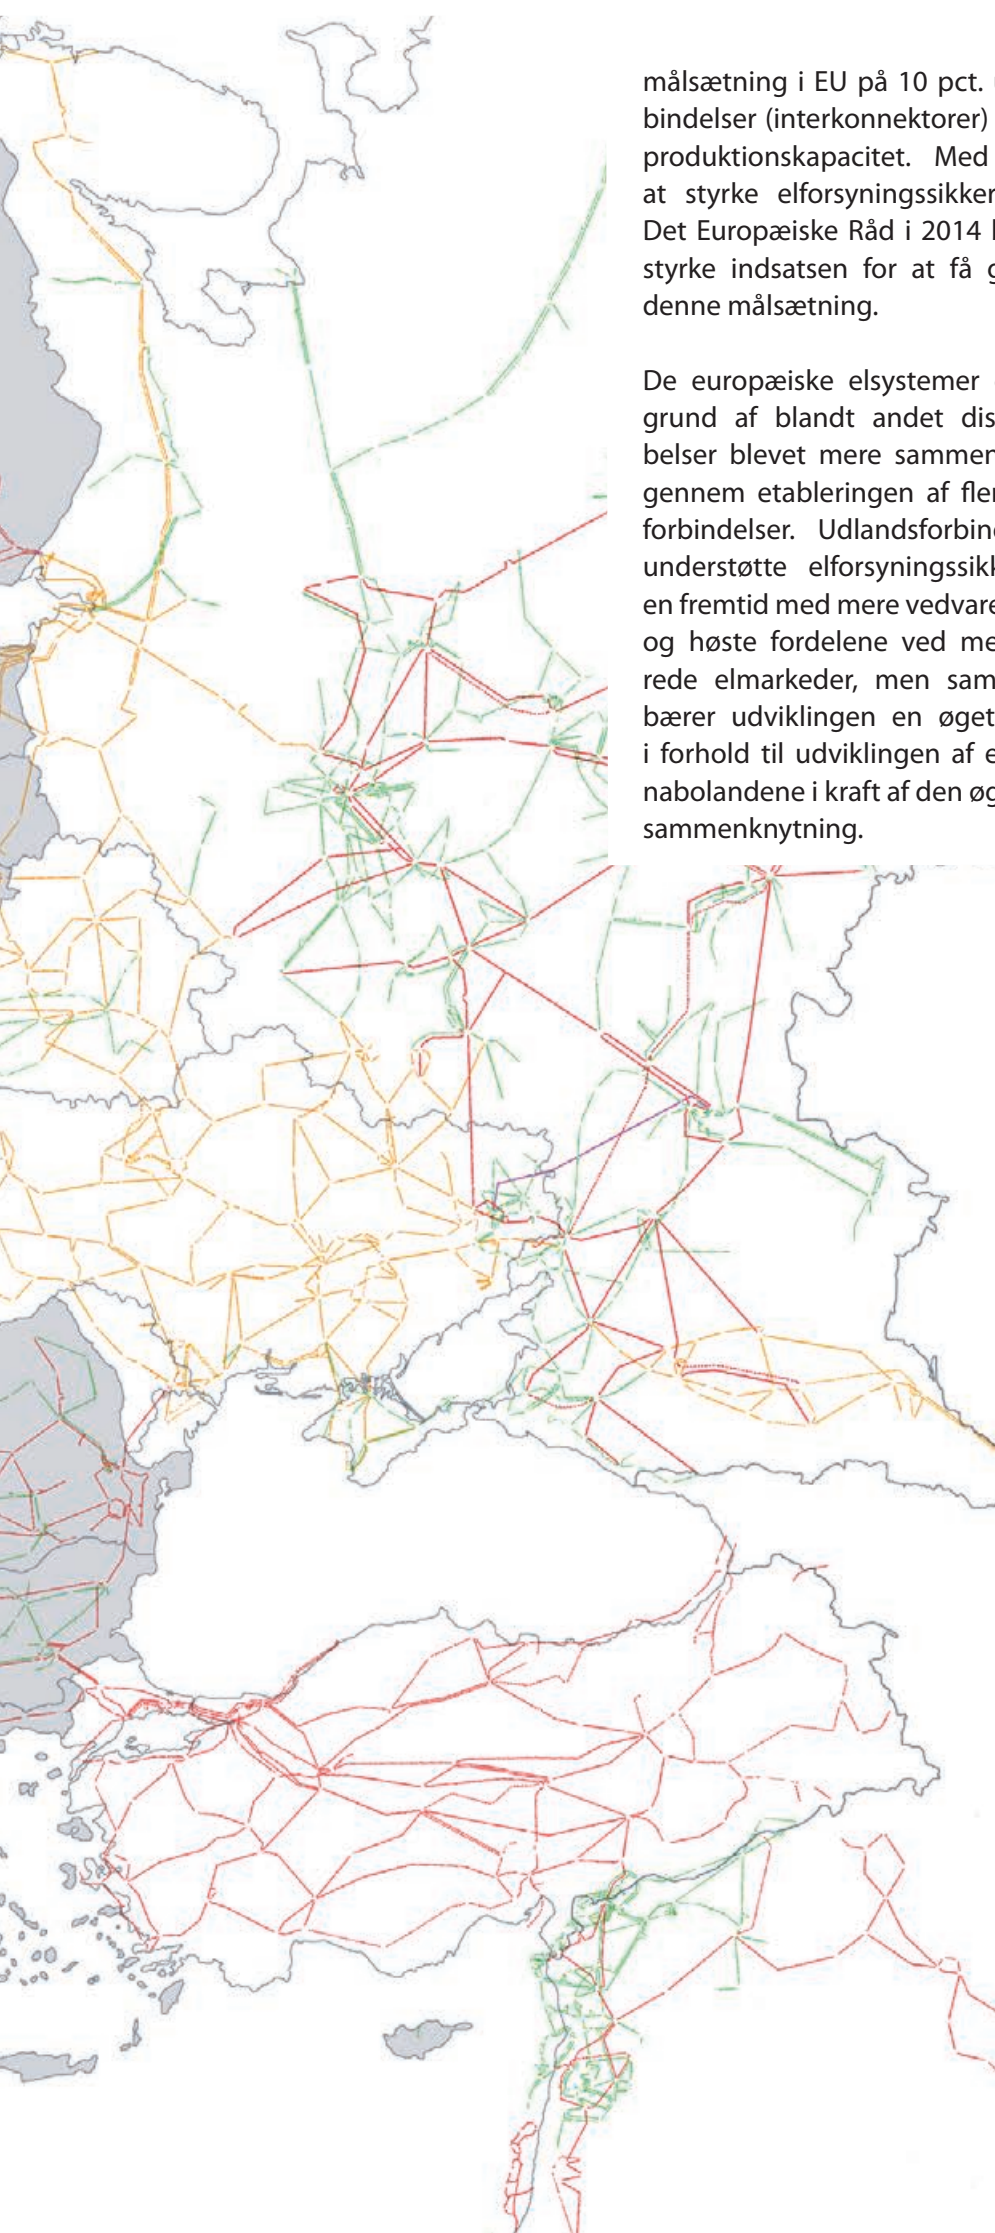 målsætning i EU på 10 pct.
bindelser (interkonnektorer)
produktionskapacitet. Med
at styrke elforsyningssikker
Det Europæiske Råd i 2014
styrke indsatsen for at få
denne målsætning.
De europæiske elsystemer
grund af blandt andet dis
belser blevet mere sammen
gennem etableringen af fler
forbindelser. Udlandsforbin
understøtte elforsyningssikk
en fremtid med mere vedvare
og høste fordelene ved me
rede elmarkeder, men sam
bærer udviklingen en øget
i forhold til udviklingen af e
nabolandene i kraft af den øg
sammenknytning.